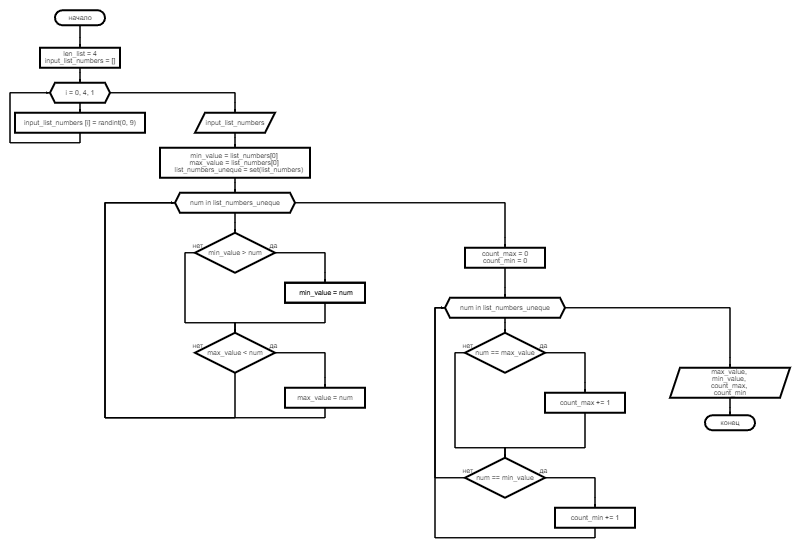 начало
len_list = 4
input_list_numbers = []
i = 0, 4, 1
input_list_numbers [i] = randint(0, 9)
input_list_numbers
min_value = list_numbers[0]
max_value = list_numbers[0]
list_numbers_uneque = set(list_numbers)
num in list_numbers_uneque
нет
да
min_value > num
min_value = num
нет
да
max_value < num
max_value = num
count_max = 0
count_min = 0
num in list_numbers_uneque
нет
да
num == max_value
count_max += 1
нет
да
num == min_value
count_min += 1
max_value,
min_value,
count_max,
count_min
конец